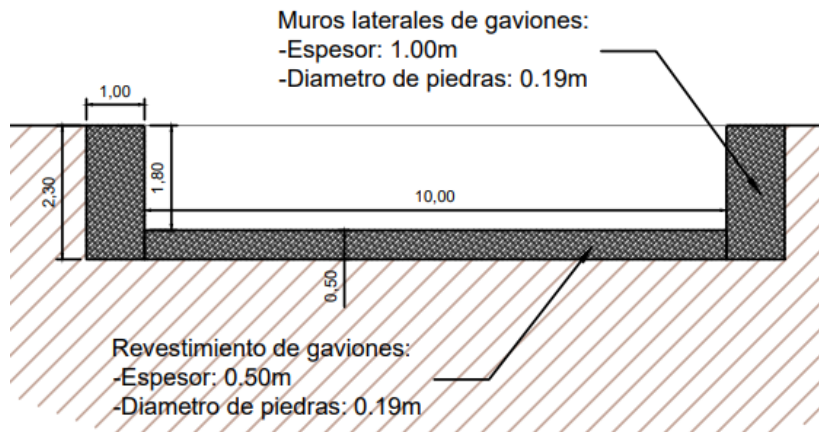 Muros laterales de gaviones:
-Espesor: 1.00m
-Diametro de piedras: 0.19m
1,00
2,30
1,80
10,00
0,50
Revestimiento de gaviones:
-Espesor: 0.50m
-Diametro de piedras: 0.19m